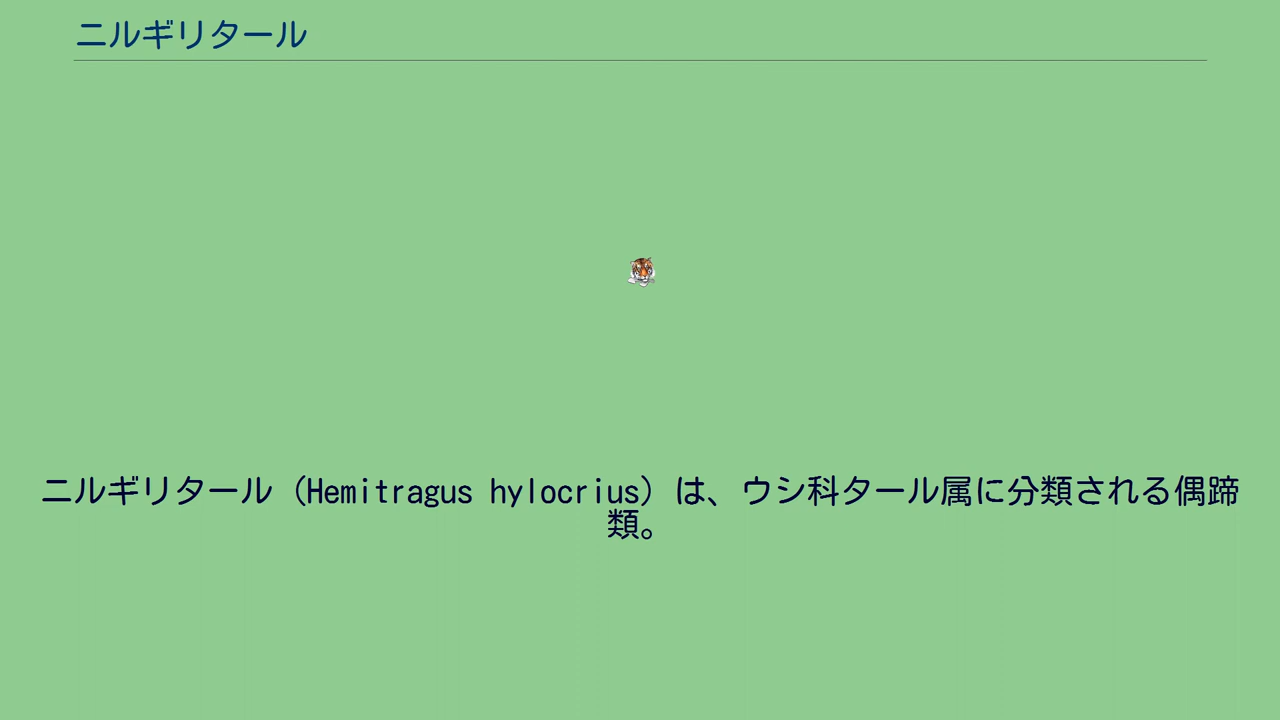 ニルギリタール
ニルギリタール（Hemitragus hylocrius）は、ウシ科タール属に分類される偶蹄
類。